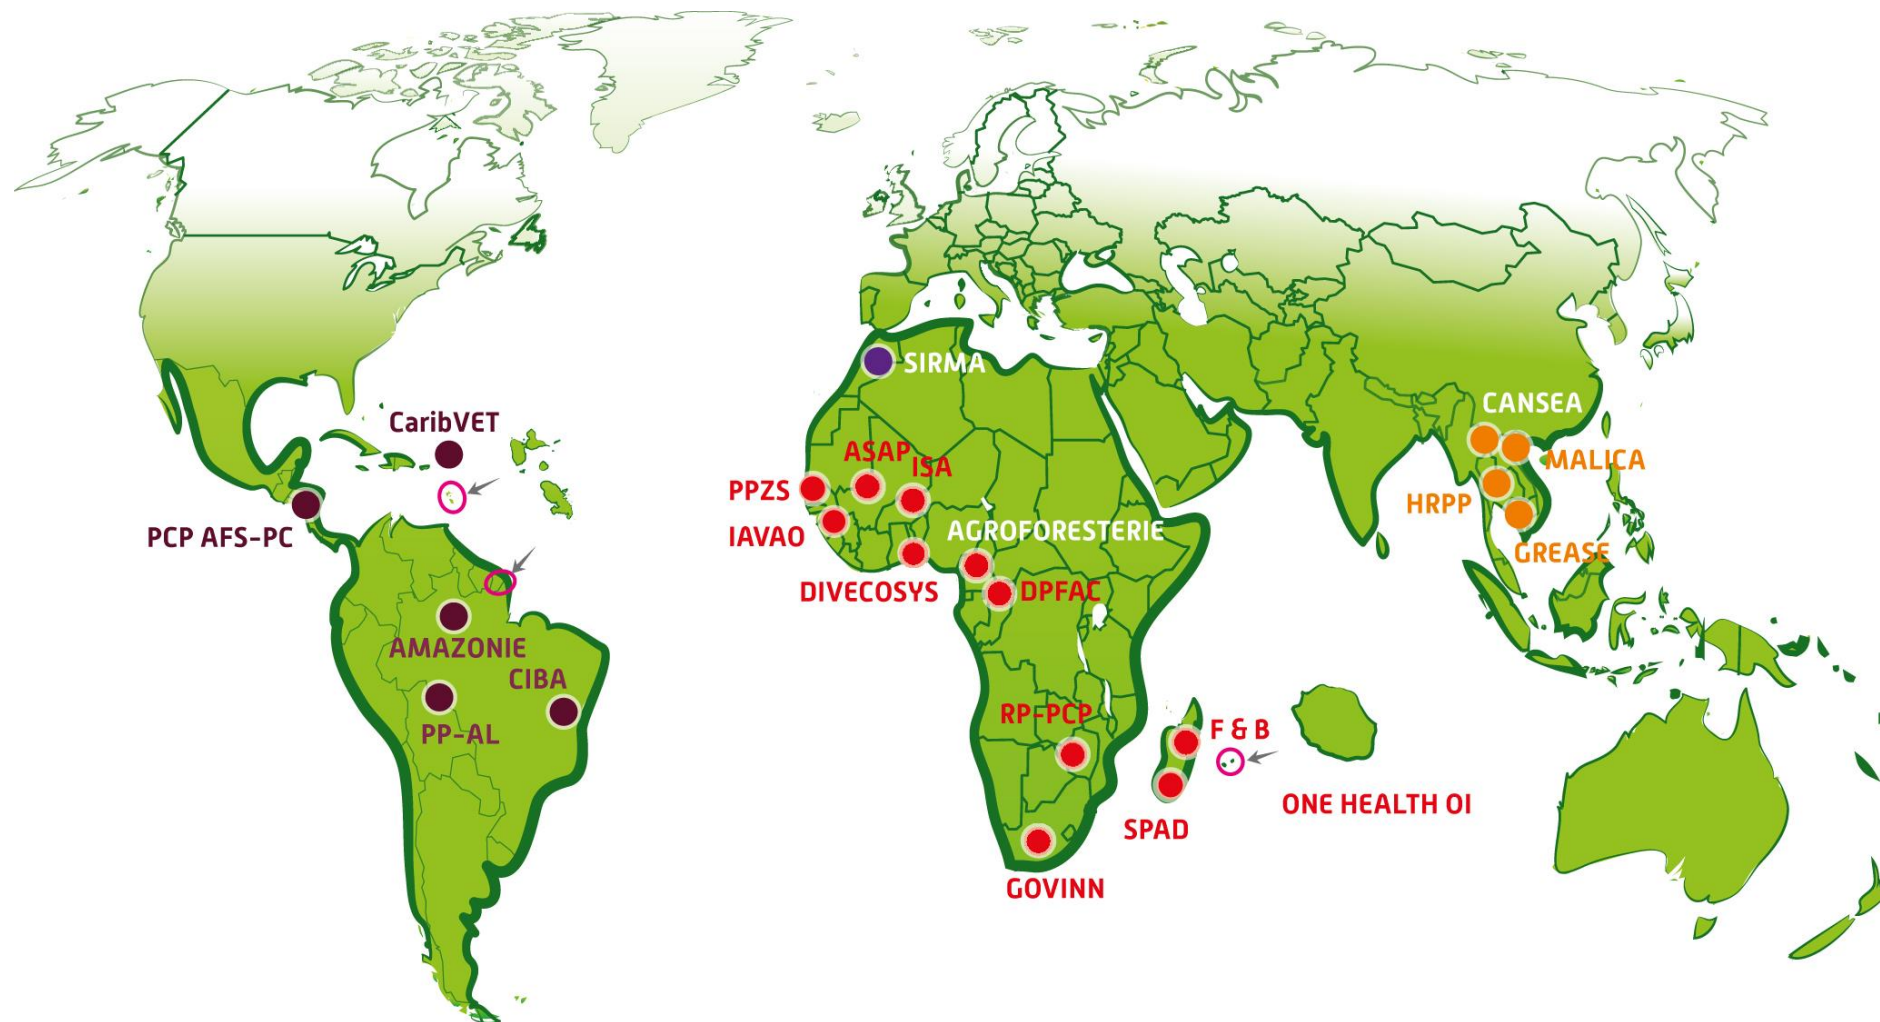 SIRMA
CANSEA
CaribVET
ASAP
ISA
MALICA
PPZS
HRPP
PCP AFS-PC
IAVAO
AGROFORESTERIE
GREASE
DIVECOSYS
DPFAC
AMAZONIE
CIBA
RP-PCP
F & B
PP-AL
ONE HEALTH OI
SPAD
GOVINN